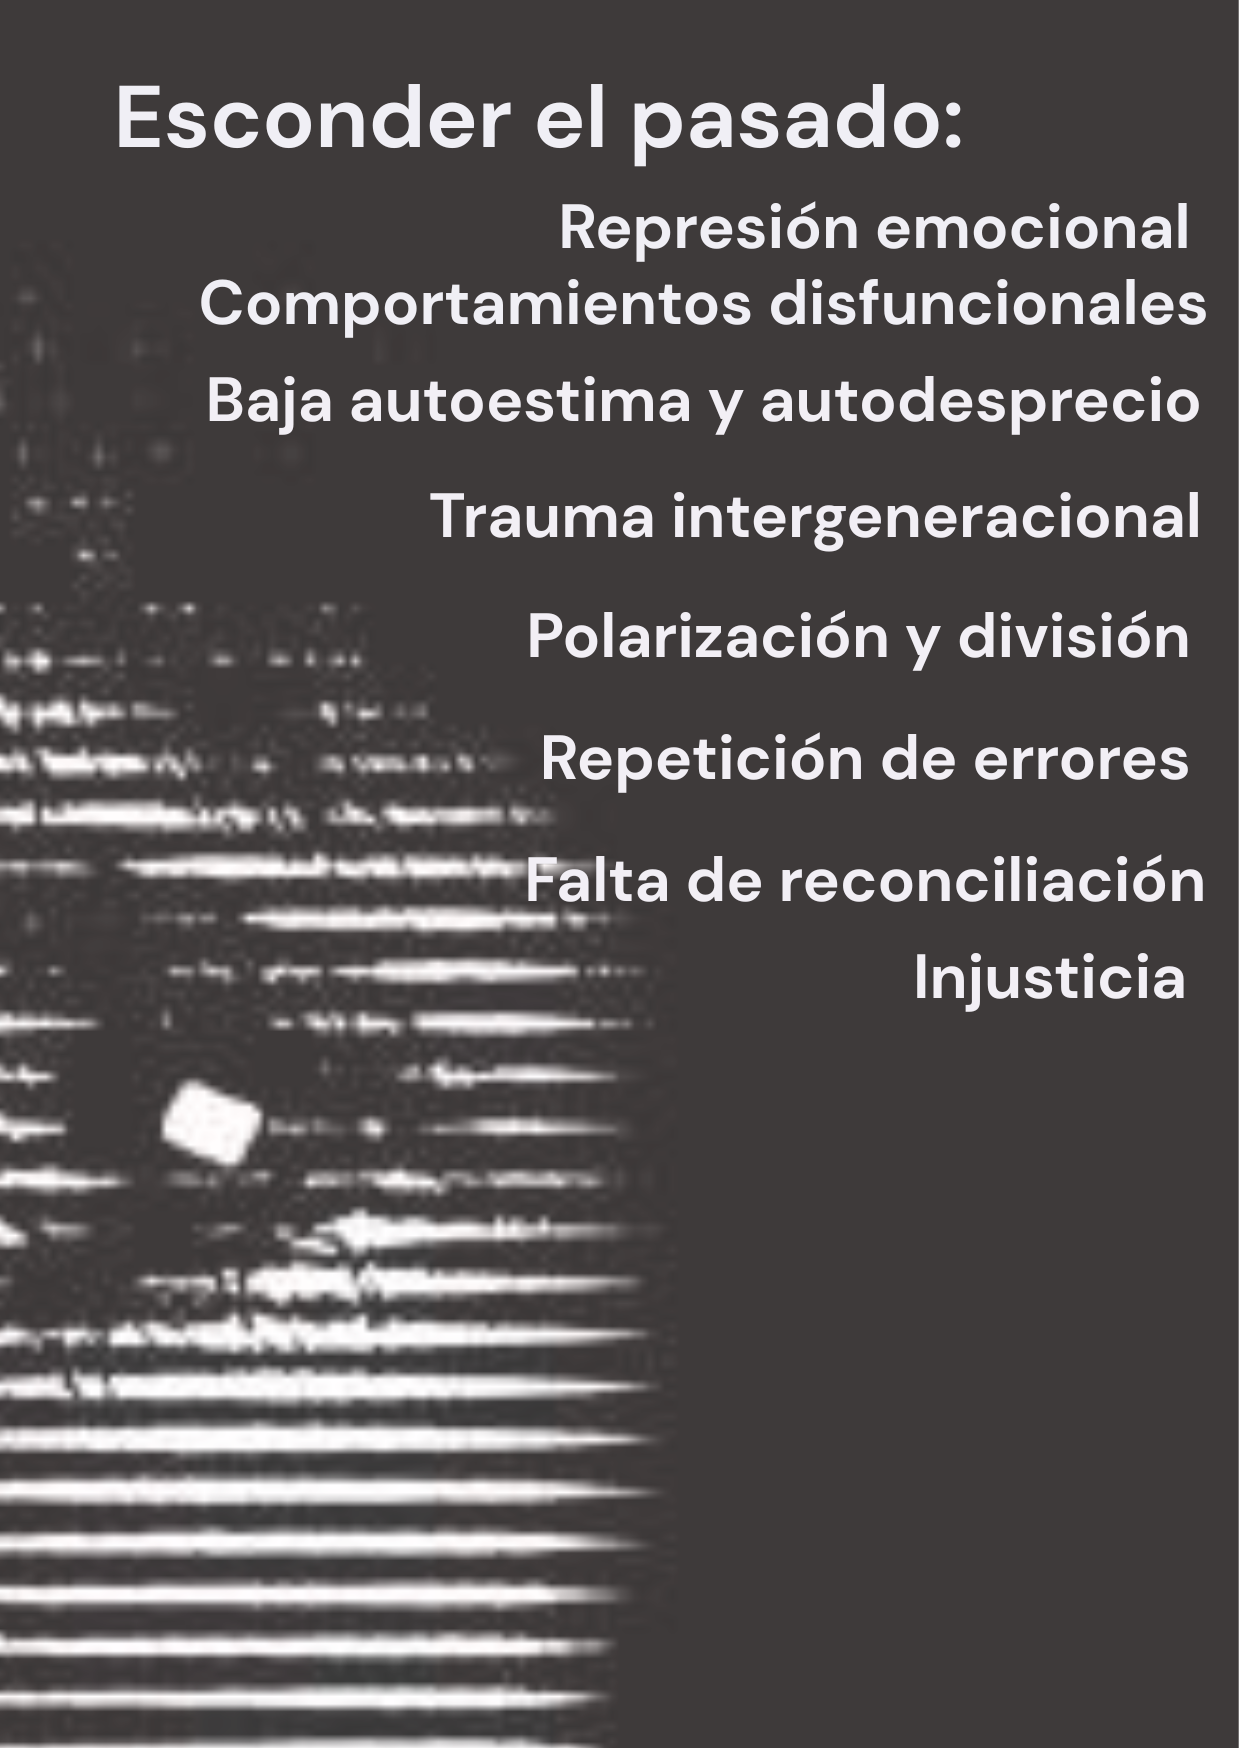 Esconder el pasado:
Represión emocional
Comportamientos disfuncionales
Baja autoestima y autodesprecio
Trauma intergeneracional
Polarización y división
Repetición de errores
Falta de reconciliación
Injusticia